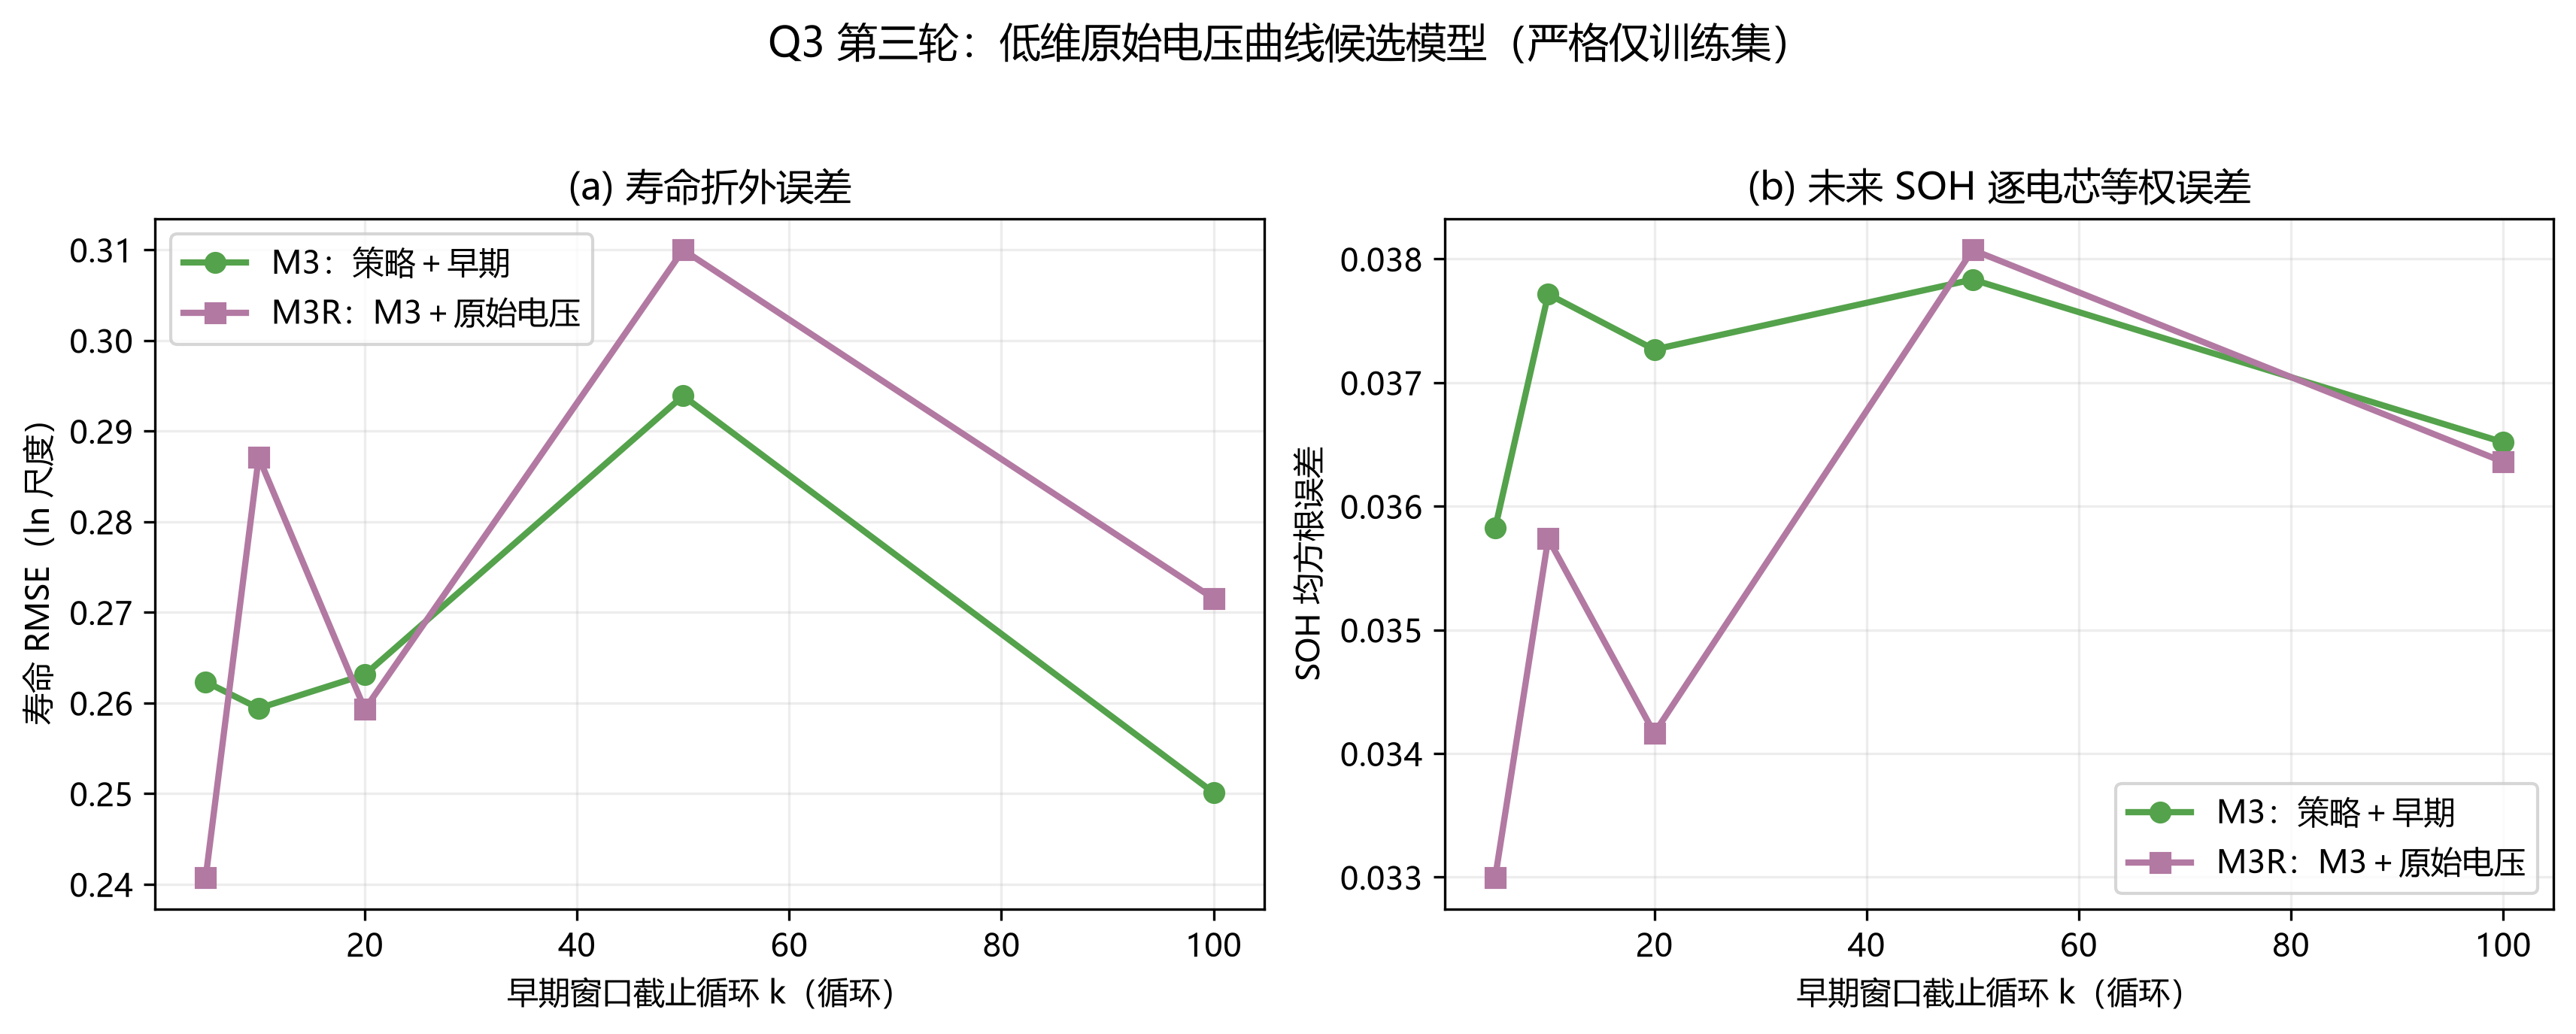 Q3 第三轮：低维原始电压曲线候选模型（严格仅训练集）
(a) 寿命折外误差
M3：策略＋早期
M3R：M3＋原始电压
寿命 RMSE（ln 尺度）
0.31
0.30
0.29
0.28
0.27
0.26
0.25
0.24
20
40
60
80
100
早期窗口截止循环 k（循环）
(b) 未来 SOH 逐电芯等权误差
SOH 均方根误差
0.038
0.037
0.036
0.035
0.034
0.033
M3：策略＋早期
M3R：M3＋原始电压
20
40
60
80
100
早期窗口截止循环 k（循环）